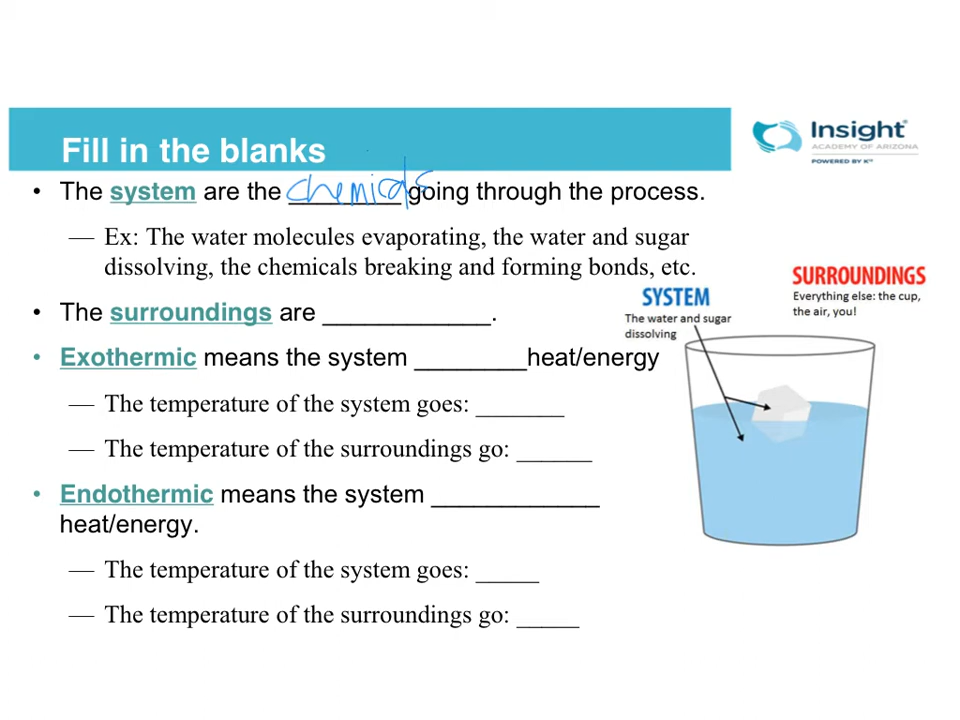 Fill in the blanks
Insight
ACADEMY OF ARIZONA
POWERED BY K12
• The system are the chemicals going through the process.
— Ex: The water molecules evaporating, the water and sugar
dissolving, the chemicals breaking and forming bonds, etc.
• The surroundings are ____________.
• Exothermic means the system ________heat/energy
— The temperature of the system goes: _______
— The temperature of the surroundings go: ______
• Endothermic means the system ____________
heat/energy.
— The temperature of the system goes: _____
— The temperature of the surroundings go: _____
SYSTEM
The water and sugar
dissolving
SURROUNDINGS
Everything else: the cup,
the air, you!